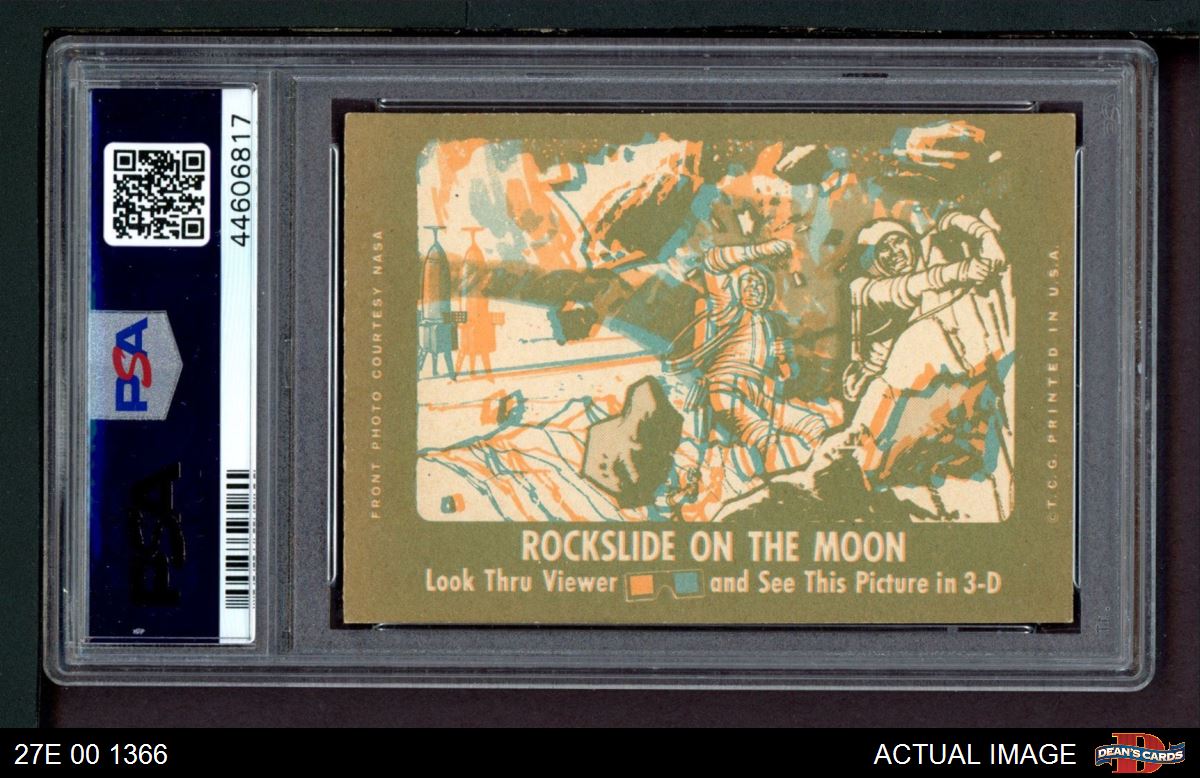 44606817
PSA
PSA
FRONT PHOTO COURTESY NASA
©T.C.G. PRINTED IN U.S.A.
ROCKSLIDE ON THE MOON
Look Thru Viewer and See This Picture in 3-D
27E 00 1366
ACTUAL IMAGE
DEAN'S CARDS